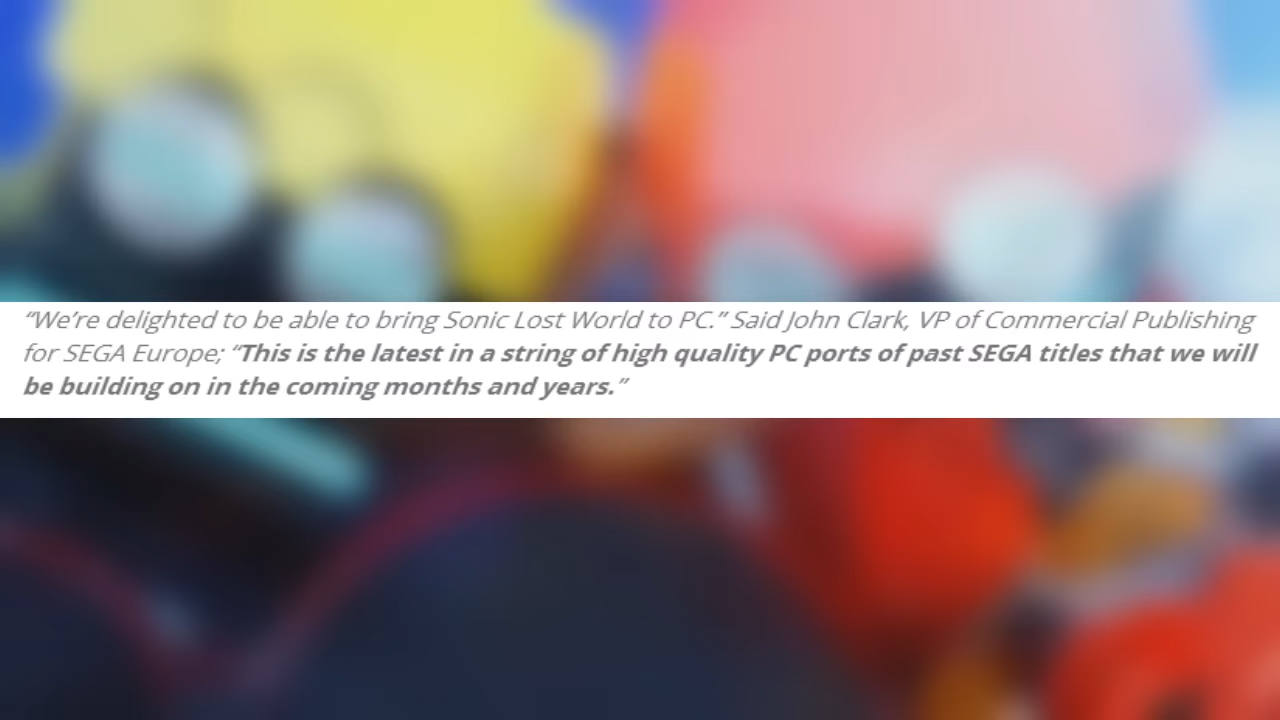 “We’re delighted to be able to bring Sonic Lost World to PC.” Said John Clark, VP of Commercial Publishing
for SEGA Europe; “This is the latest in a string of high quality PC ports of past SEGA titles that we will
be building on in the coming months and years.”